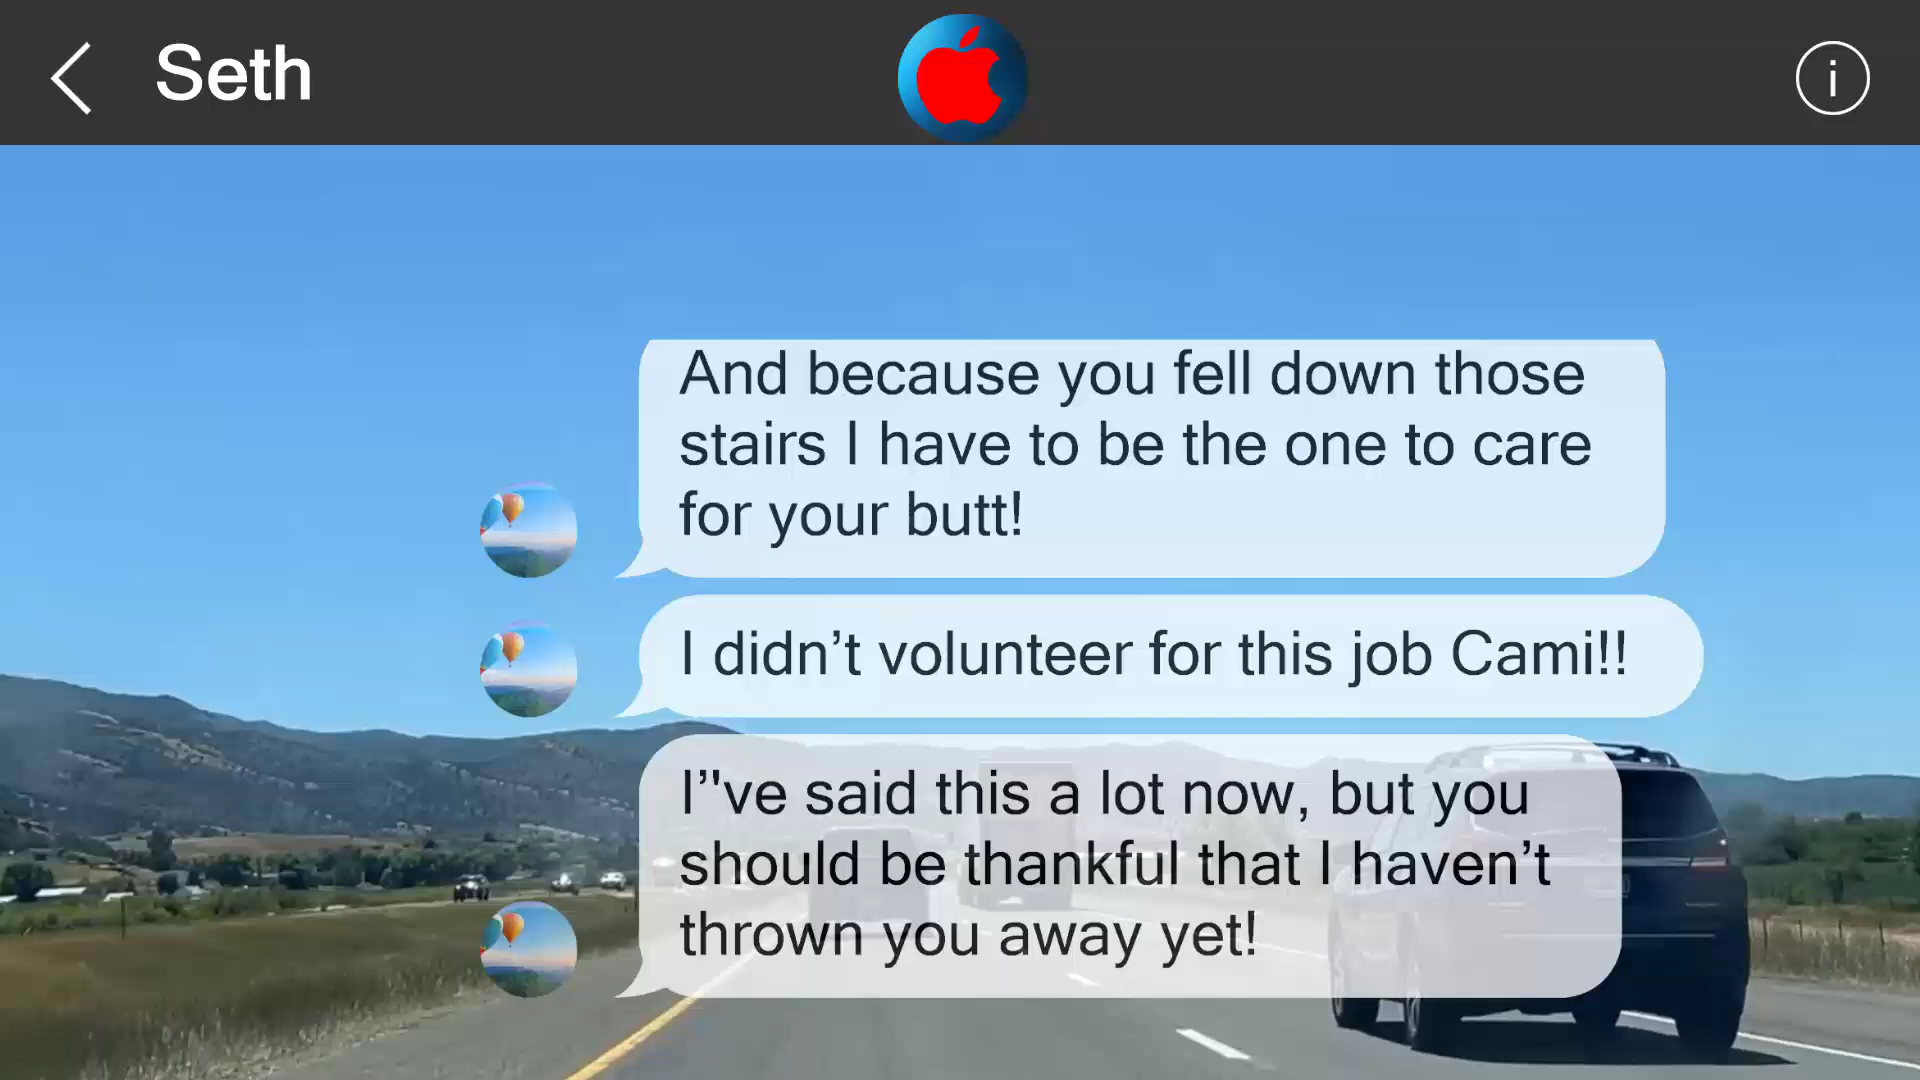 Seth
i
And because you fell down those
stairs I have to be the one to care
for your butt!
I didn’t volunteer for this job Cami!!
I’'ve said this a lot now, but you
should be thankful that I haven’t
thrown you away yet!